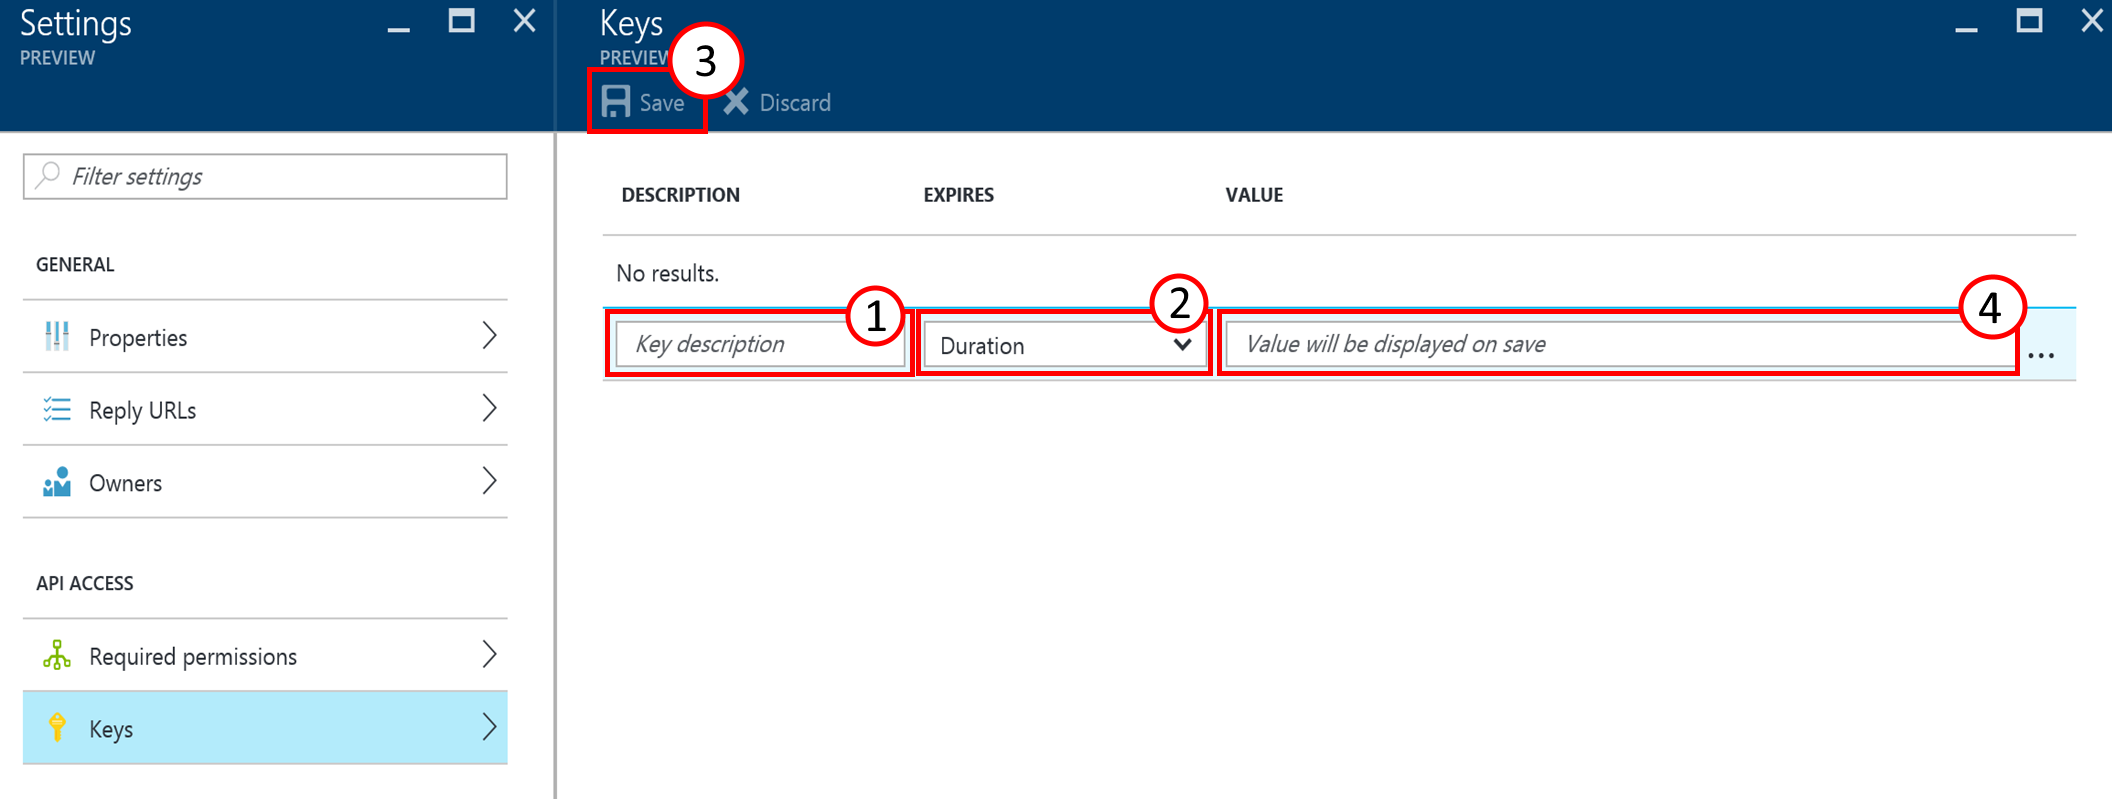 Settings
PREVIEW
Filter settings
GENERAL
Properties
Reply URLs
Owners
API ACCESS
Required permissions
Keys
Keys
PREVIEW
3
Save
Discard
DESCRIPTION EXPIRES VALUE
No results.
1 2 4
Key description Duration Value will be displayed on save ...